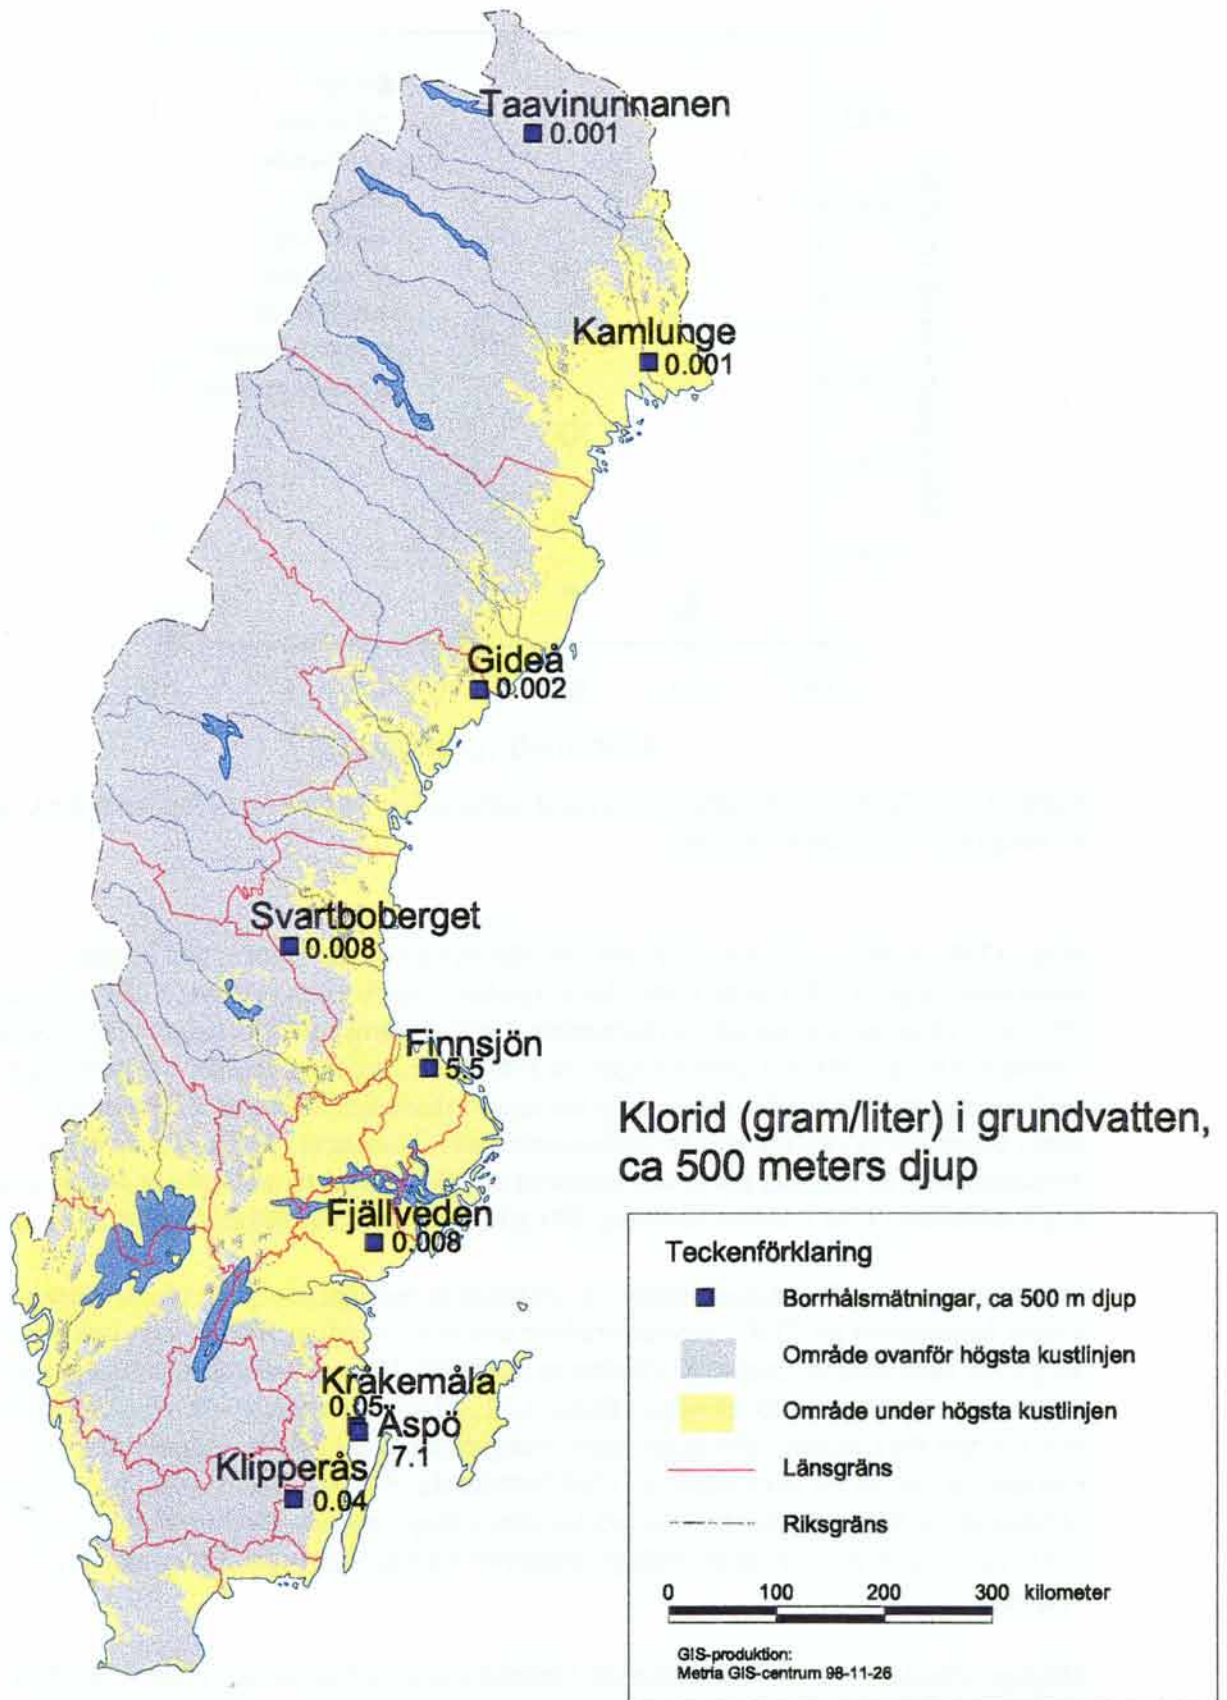 Taavinunnanen
0.001
Kamlunge
0.001
Gideå
0.002
Svartboberget
0.008
Finnsjön
5.5
Klorid (gram/liter) i grundvatten,
ca 500 meters djup
Fjällveden
0.008
Kråkemåla
0.05
Äspö
7.1
Klipperås
0.04
Teckenförklaring
Borrhålsmätningar, ca 500 m djup
Område ovanför högsta kustlinjen
Område under högsta kustlinjen
Länsgräns
Riksgräns
0 100 200 300 kilometer
GIS-produktion:
Metria GIS-centrum 98-11-26